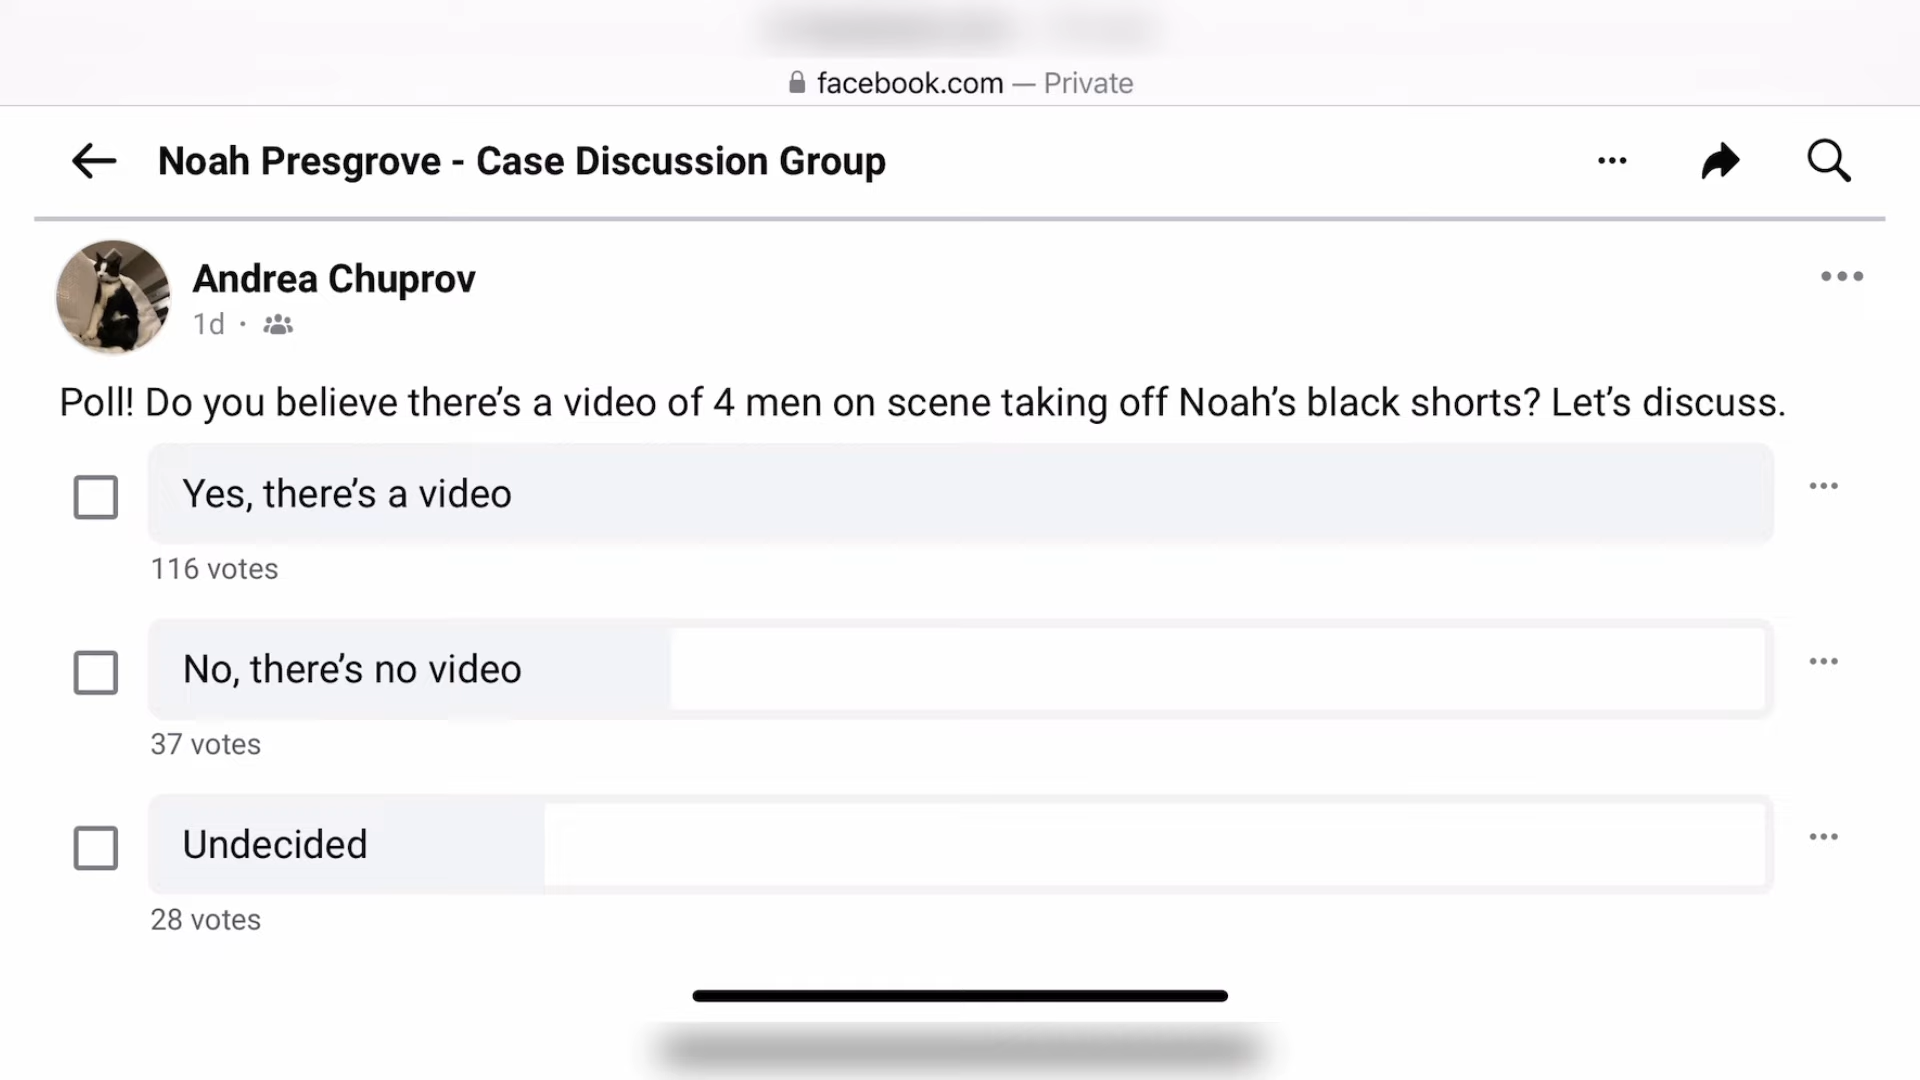 facebook.com — Private
Noah Presgrove - Case Discussion Group
Andrea Chuprov
1d ·
Poll! Do you believe there’s a video of 4 men on scene taking off Noah’s black shorts? Let’s discuss.
Yes, there’s a video
116 votes
No, there’s no video
37 votes
Undecided
28 votes